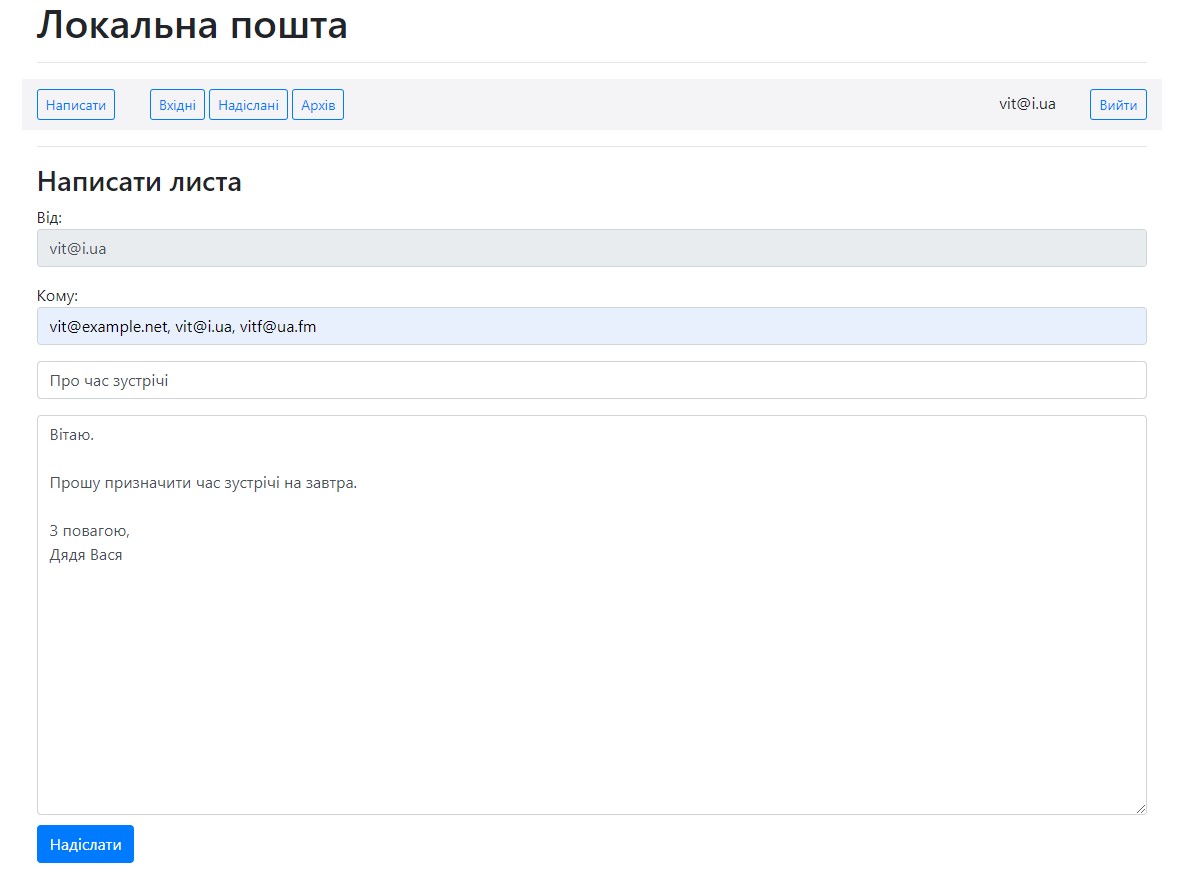 Локальна пошта
Написати Вхідні Надіслані Архів vit@i.ua Вийти
Написати листа
Від:
vit@i.ua
Кому:
vit@example.net, vit@i.ua, vitf@ua.fm
Про час зустрічі
Вітаю.
Прошу призначити час зустрічі на завтра.
З повагою,
Дядя Вася
Надіслати